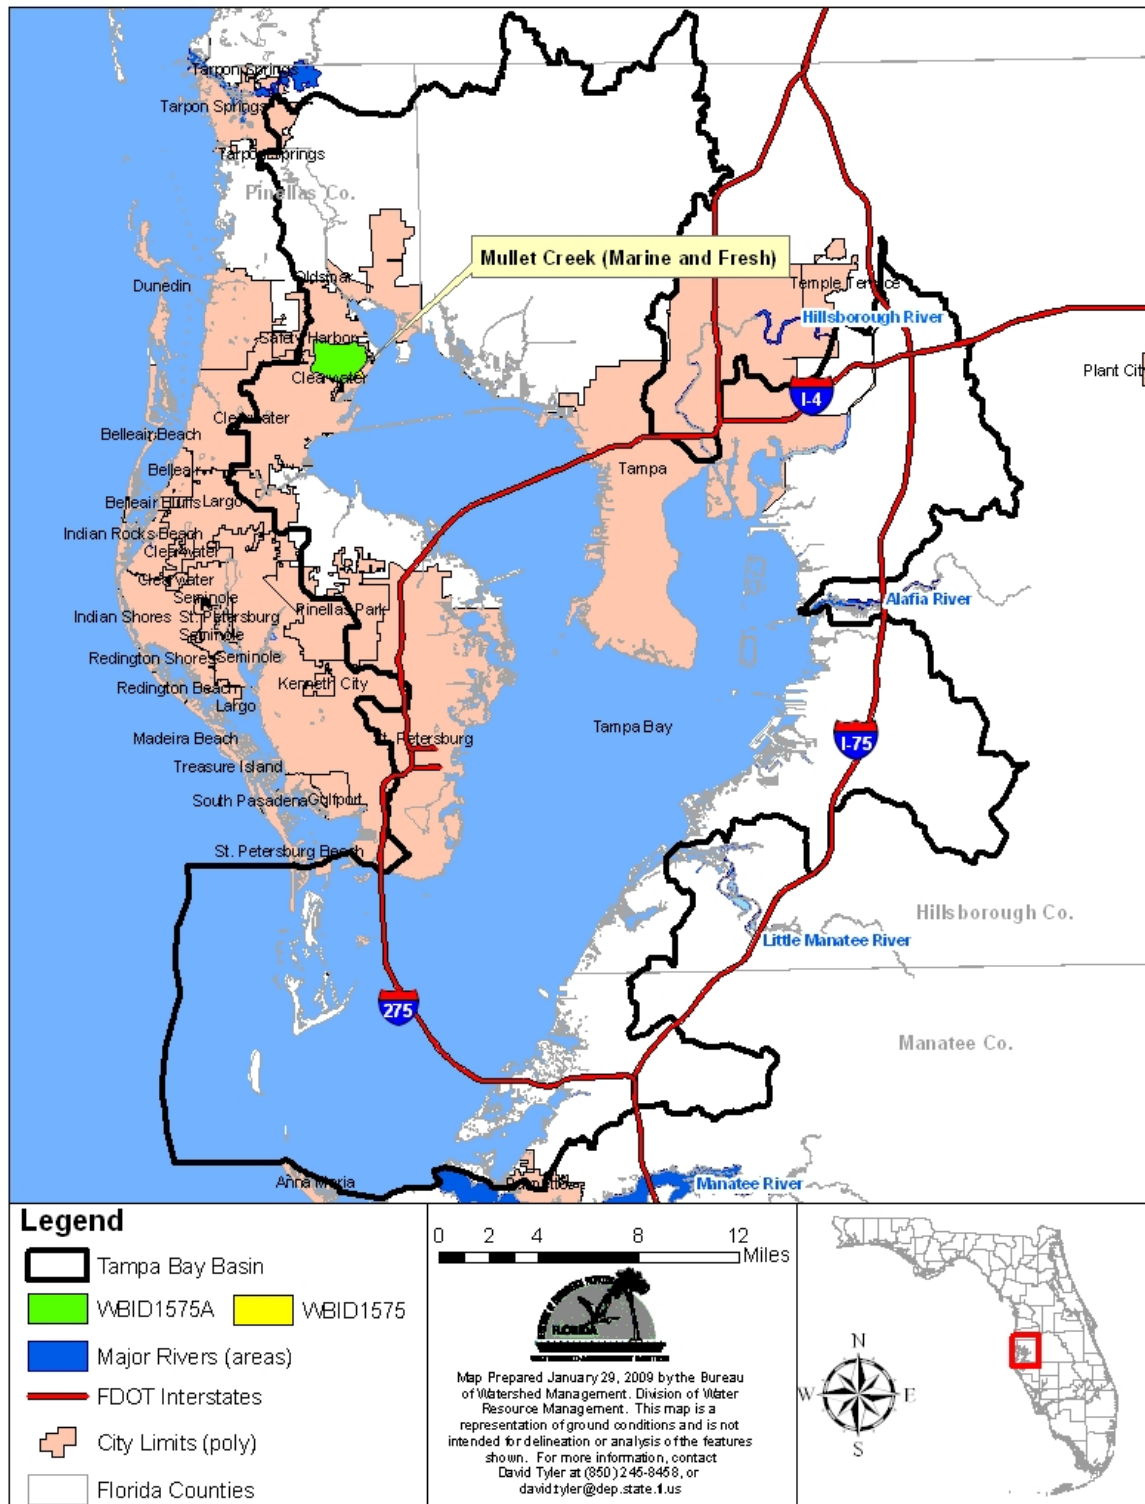 Tarpon Springs
Tarpon Springs
Tarpon Springs
Pinellas Co.
Mullet Creek (Marine and Fresh)
Oldsmar
Dunedin
Temple Terrace
Hillsborough River
Safety Harbor
Clearwater
Plant City
I-4
Clearwater
Belleair Beach
Belleair
Tampa
Belleair Bluffs
Largo
Indian Rocks Beach
Clearwater
Clearwater
Seminole
Alafia River
Pinellas Park
Indian Shores
St. Petersburg
Seminole
Redington Shores
Seminole
Kenneth City
Redington Beach
Largo
Tampa Bay
Madeira Beach
St. Petersburg
I-75
Treasure Island
South Pasadena
Gulfport
St. Petersburg Beach
Hillsborough Co.
Little Manatee River
275
Manatee Co.
Anna Maria
Palmetto
Manatee River
Legend
Tampa Bay Basin
WBID1575A
WBID1575
Major Rivers (areas)
FDOT Interstates
City Limits (poly)
Florida Counties
0 2 4 8 12
Miles
FLORIDA
Map Prepared January 29, 2009 by the Bureau
of Watershed Management. Division of Water
Resource Management. This map is a
representation of ground conditions and is not
intended for delineation or analysis of the features
shown. For more information, contact
David Tyler at (850) 245-8458, or
david.tyler@dep.state.fl.us
N
W
E
S